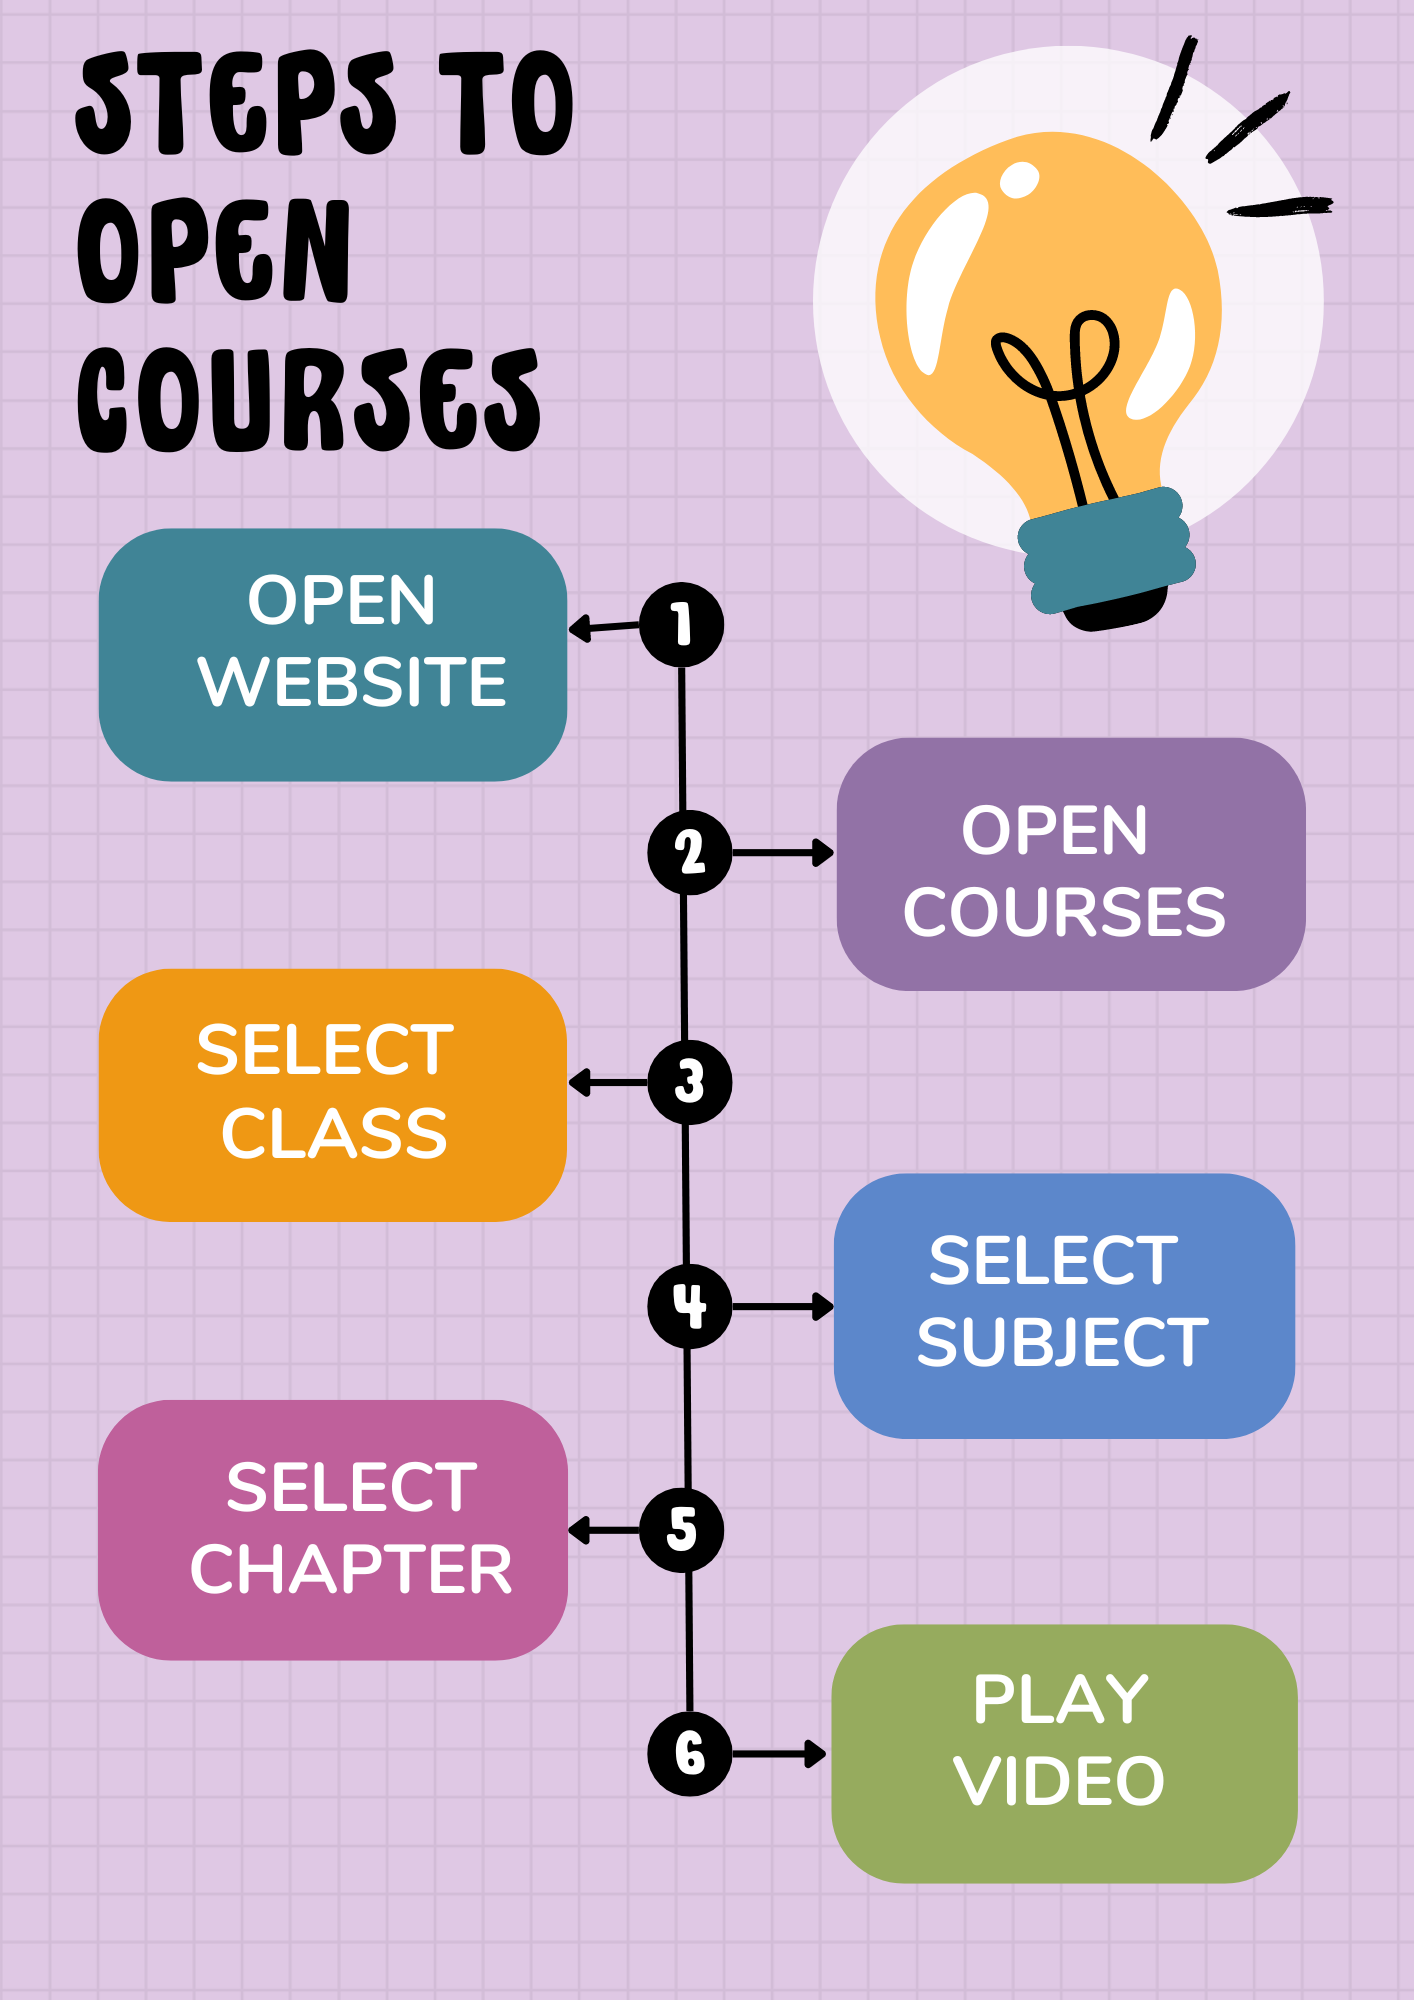 STEPS TO
OPEN
COURSES
1
OPEN
WEBSITE
2
OPEN
COURSES
3
SELECT
CLASS
4
SELECT
SUBJECT
5
SELECT
CHAPTER
6
PLAY
VIDEO